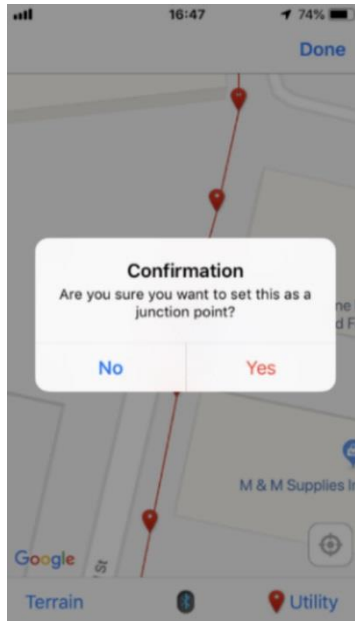 16:47
74%
Done
Confirmation
Are you sure you want to set this as a
junction point?
No
Yes
ne
d F
M & M Supplies In
Google
St
Terrain
Utility